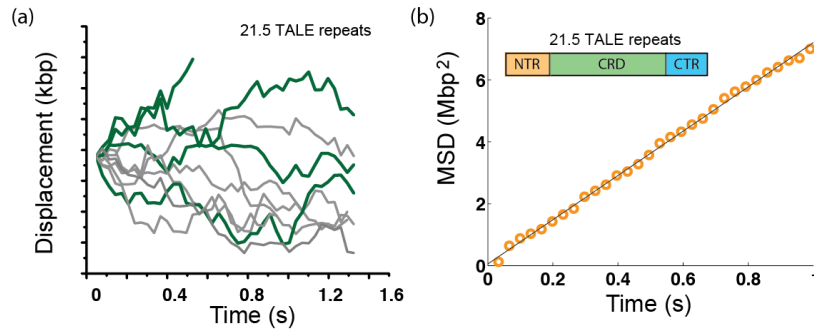 (a)
21.5 TALE repeats
Displacement (kbp)
0 0.4 0.8 1.2 1.6
Time (s)
(b)
21.5 TALE repeats
NTR CRD CTR
MSD (Mbp²)
8
6
4
2
0
0 0.2 0.4 0.6 0.8 1
Time (s)